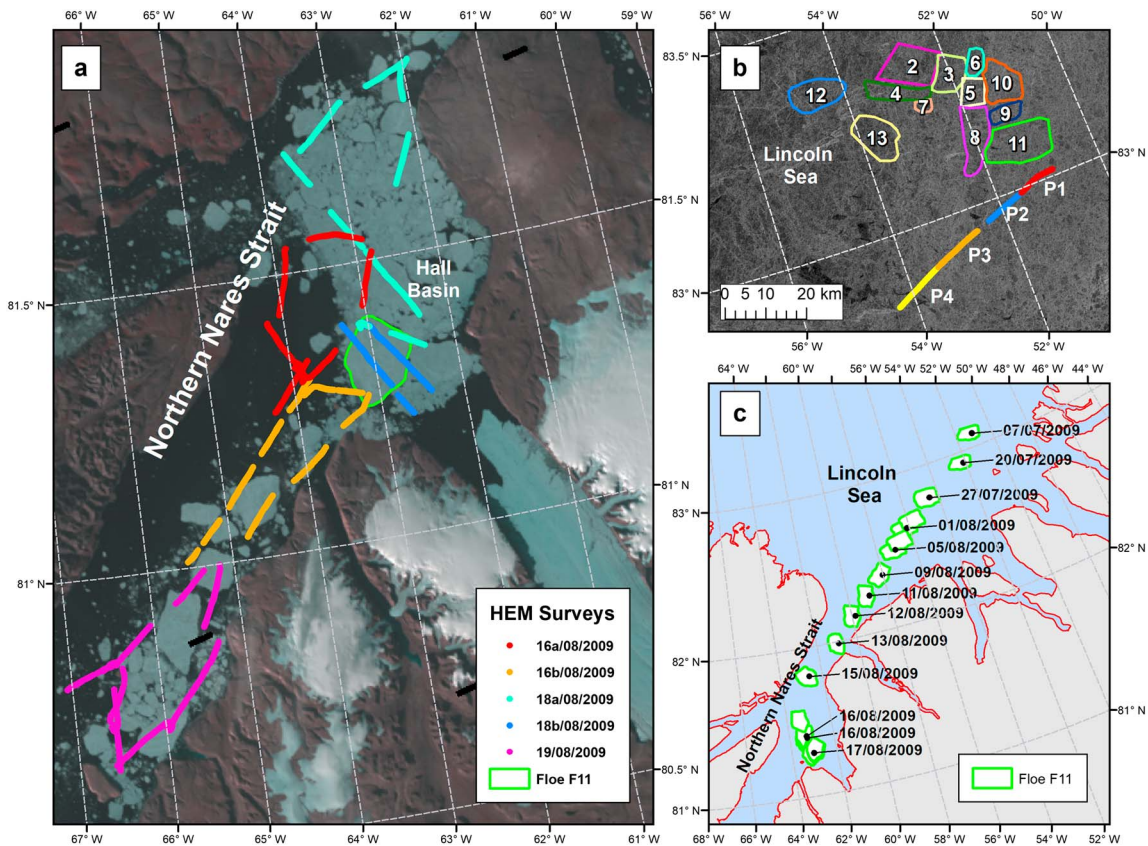 66° W
65° W
64° W
63° W
62° W
61° W
60° W
59° W
a
Northern Nares Strait
Hall
Basin
81.5° N
81° N
81° N
80.5° N
HEM Surveys
16a/08/2009
16b/08/2009
18a/08/2009
18b/08/2009
19/08/2009
Floe F11
67° W
66° W
65° W
64° W
63° W
62° W
61° W
56° W
54° W
52° W
51° W
50° W
b
83.5° N
83° N
81.5° N
83° N
2
3
6
10
4
5
7
9
12
8
11
13
Lincoln
Sea
P1
P2
P3
P4
0 5 10 20 km
56° W
54° W
52° W
50° W
64° W
60° W
58° W
56° W
54° W
52° W
50° W
49° W
48° W
46° W
c
Lincoln
Sea
07/07/2009
20/07/2009
27/07/2009
01/08/2009
05/08/2009
09/08/2009
11/08/2009
12/08/2009
13/08/2009
15/08/2009
16/08/2009
16/08/2009
17/08/2009
83° N
82° N
82° N
81° N
81° N
Northern Nares Strait
Floe F11
68° W
66° W
64° W
62° W
60° W
58° W
56° W
54° W
52° W